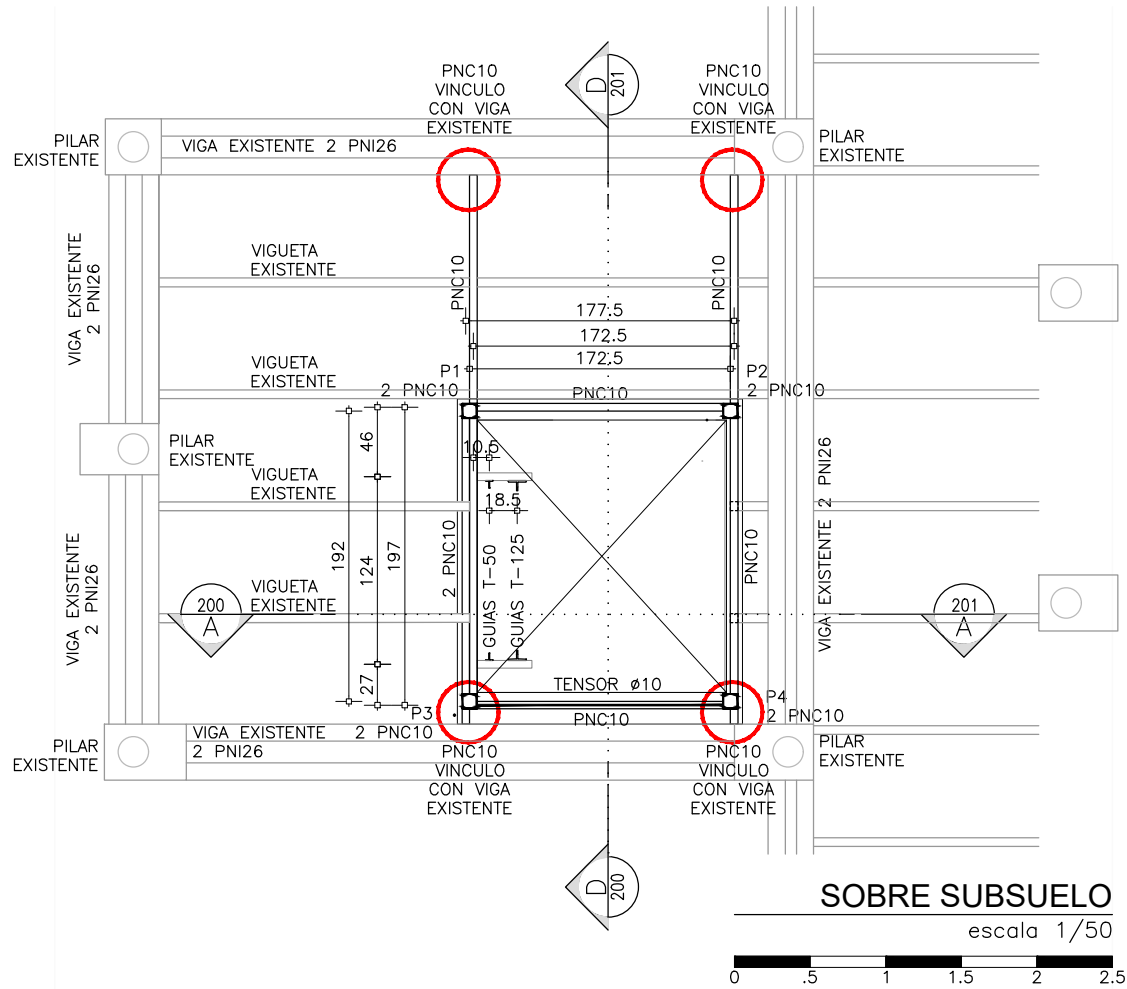 PNC10
VINCULO
CON VIGA
EXISTENTE
D
201
PNC10
VINCULO
CON VIGA
EXISTENTE
PILAR
EXISTENTE
VIGA EXISTENTE 2 PNI26
PILAR
EXISTENTE
VIGA EXISTENTE
2 PNI26
VIGUETA
EXISTENTE
PNC10
PNC10
177.5
172.5
172.5
VIGUETA
EXISTENTE
P1
2 PNC10
PNC10
P2
2 PNC10
PILAR
EXISTENTE
46
10.5
VIGUETA
EXISTENTE
18.5
192
124
197
2 PNC10
GUIAS T-50
GUIAS T-125
PNC10
VIGA EXISTENTE 2 PNI26
VIGA EXISTENTE
2 PNI26
VIGUETA
EXISTENTE
200
A
201
A
27
TENSOR ø10
P3
P4
2 PNC10
PNC10
VIGA EXISTENTE
2 PNC10
2 PNI26
PILAR
EXISTENTE
PNC10
VINCULO
CON VIGA
EXISTENTE
PNC10
VINCULO
CON VIGA
EXISTENTE
PILAR
EXISTENTE
D
200
SOBRE SUBSUELO
escala 1/50
0 .5 1 1.5 2 2.5